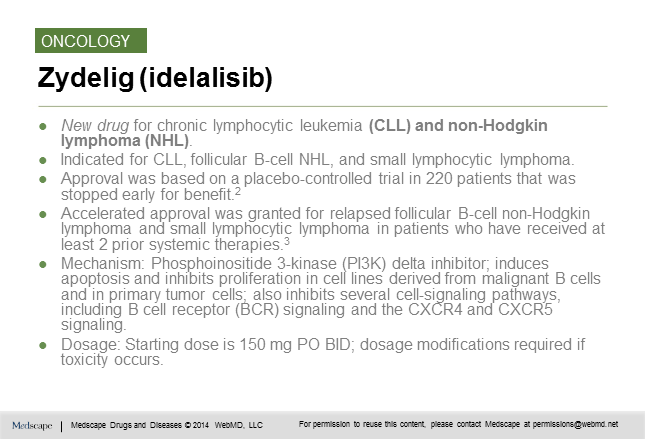 ONCOLOGY
Zydelig (idelalisib)
● New drug for chronic lymphocytic leukemia (CLL) and non-Hodgkin
lymphoma (NHL).
● Indicated for CLL, follicular B-cell NHL, and small lymphocytic lymphoma.
● Approval was based on a placebo-controlled trial in 220 patients that was
stopped early for benefit.2
● Accelerated approval was granted for relapsed follicular B-cell non-Hodgkin
lymphoma and small lymphocytic lymphoma in patients who have received at
least 2 prior systemic therapies.3
● Mechanism: Phosphoinositide 3-kinase (PI3K) delta inhibitor; induces
apoptosis and inhibits proliferation in cell lines derived from malignant B cells
and in primary tumor cells; also inhibits several cell-signaling pathways,
including B cell receptor (BCR) signaling and the CXCR4 and CXCR5
signaling.
● Dosage: Starting dose is 150 mg PO BID; dosage modifications required if
toxicity occurs.
Medscape | Medscape Drugs and Diseases © 2014 WebMD, LLC For permission to reuse this content, please contact Medscape at permissions@webmd.net